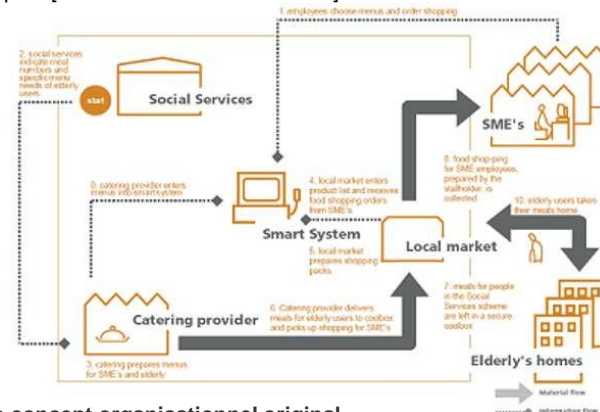 1. employees choose menus and order shopping
2. social services
indicate meal
numbers and
specific menu
needs of elderly
users
start
Social Services
SME's
0. catering provider enters
menus into smart system
4. local market enters
product list and receives
food shopping orders
from SME's
8. food shop-ping
for SME employees,
prepared by the
stallholder, is
collected
10. elderly users takes
their meals home
Smart System
Local market
5. local market
prepares shopping
packs
Catering provider
6. Catering provider delivers
meals for elderly users to coolbox
and picks up shopping for SME's
7. meals for people
in the Social
Services scheme
are left in a secure
coolbox
3. catering prepares menus
for SME's and elderly
Elderly's homes
Material flow
Information flow
concept organisationnel original